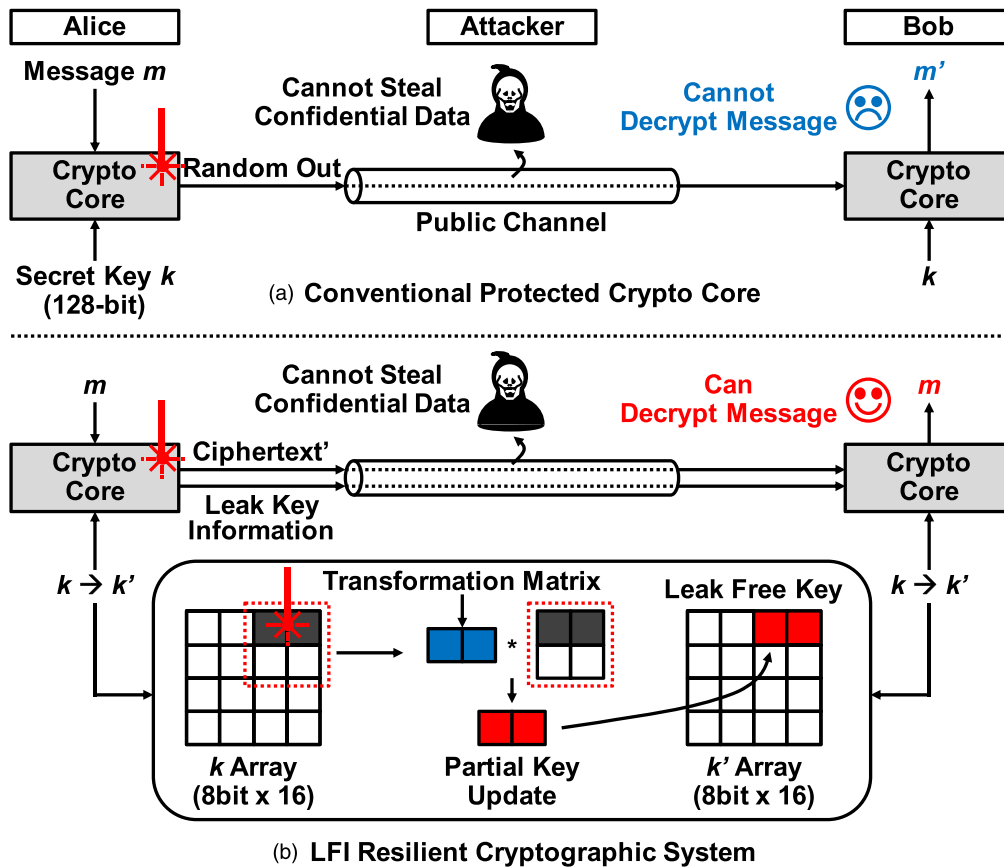 Alice
Attacker
Bob
Message m
Cannot Steal
Confidential Data
Cannot
Decrypt Message
m’
Crypto
Core
Random Out
Public Channel
Crypto
Core
Secret Key k
(128-bit)
k
(a) Conventional Protected Crypto Core
m
Cannot Steal
Confidential Data
Can
Decrypt Message
m
Crypto
Core
Ciphertext’
Leak Key
Information
Crypto
Core
k → k’
k → k’
Transformation Matrix
Leak Free Key
*
k Array
(8bit x 16)
Partial Key
Update
k’ Array
(8bit x 16)
(b) LFI Resilient Cryptographic System